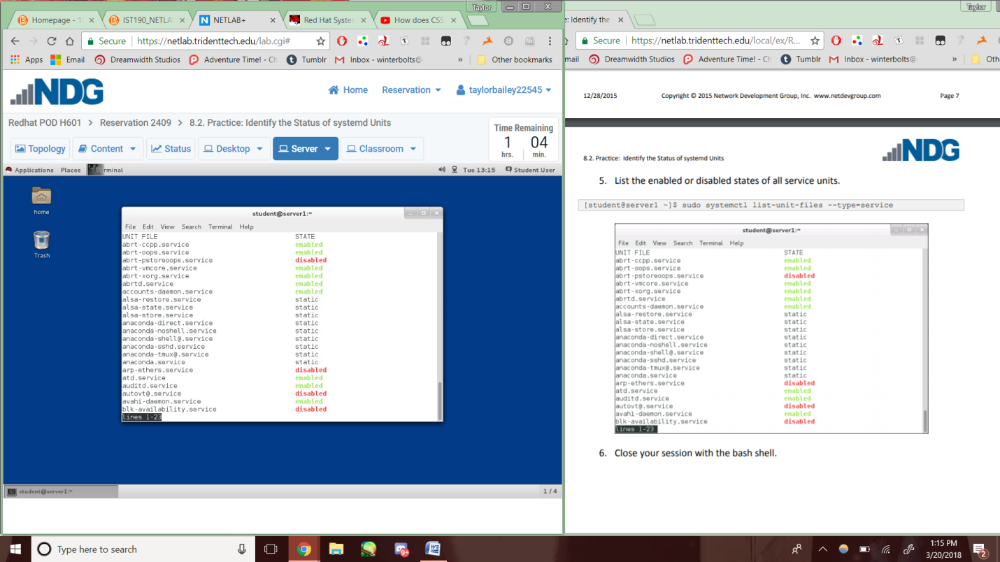 Taylor
Homepage - 10
IST190_NETLA
NETLAB+
Red Hat System
How does CSS
Secure https://netlab.tridenttech.edu/lab.cgi#
Apps Email Dreamwidth Studios Adventure Time! - Ch Tumblr Inbox - winterbolts@ » Other bookmarks
NDG
Home Reservation taylorbailey22545
Redhat POD H601 > Reservation 2409 > 8.2. Practice: Identify the Status of systemd Units
Time Remaining
1 04
hrs. min.
Topology Content Status Desktop Server Classroom
Applications Places Terminal Tue 13:15 Student User
home
Trash
student@server1:~
File Edit View Search Terminal Help
UNIT FILE STATE
abrt-ccpp.service enabled
abrt-oops.service enabled
abrt-pstoreoops.service disabled
abrt-vmcore.service enabled
abrt-xorg.service enabled
abrtd.service enabled
accounts-daemon.service enabled
alsa-restore.service static
alsa-state.service static
alsa-store.service static
anaconda-direct.service static
anaconda-noshell.service static
anaconda-shell@.service static
anaconda-sshd.service static
anaconda-tmux@.service static
anaconda.service static
arp-ethers.service disabled
atd.service enabled
auditd.service enabled
autovt@.service disabled
avahi-daemon.service enabled
blk-availability.service disabled
lines 1-23
student@server1:~
1 / 4
Taylor
: Identify the
Secure https://netlab.tridenttech.edu/local/ex/R...
mail Dreamwidth Studios Adventure Time! - Ch Tumblr Inbox - winterbolts@ » Oth
12/28/2015 Copyright © 2015 Network Development Group, Inc. www.netdevgroup.com Page 7
8.2. Practice: Identify the Status of systemd Units
NDG
5. List the enabled or disabled states of all service units.
[student@server1 ~]$ sudo systemctl list-unit-files --type=service
student@server1:~
File Edit View Search Terminal Help
UNIT FILE STATE
abrt-ccpp.service enabled
abrt-oops.service enabled
abrt-pstoreoops.service disabled
abrt-vmcore.service enabled
abrt-xorg.service enabled
abrtd.service enabled
accounts-daemon.service enabled
alsa-restore.service static
alsa-state.service static
alsa-store.service static
anaconda-direct.service static
anaconda-noshell.service static
anaconda-shell@.service static
anaconda-sshd.service static
anaconda-tmux@.service static
anaconda.service static
arp-ethers.service disabled
atd.service enabled
auditd.service enabled
autovt@.service disabled
avahi-daemon.service enabled
blk-availability.service disabled
lines 1-23
6. Close your session with the bash shell.
Type here to search
9+
1:15 PM
3/20/2018
2